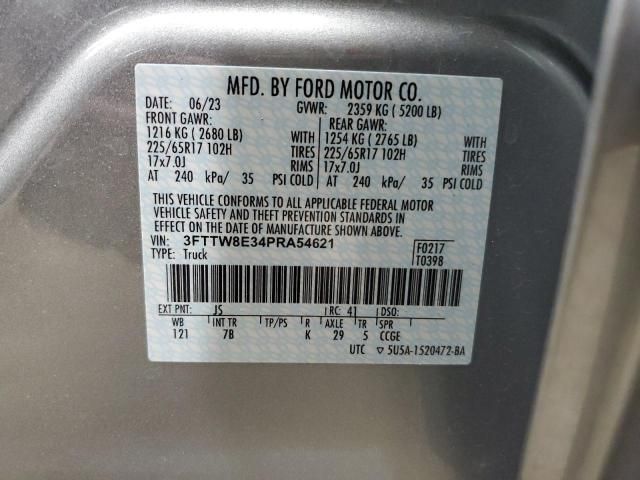 MFD. BY FORD MOTOR CO.
DATE: 06/23 GVWR: 2359 KG ( 5200 LB)
FRONT GAWR: REAR GAWR:
1216 KG ( 2680 LB) WITH 1254 KG ( 2765 LB) WITH
225/65R17 102H TIRES 225/65R17 102H TIRES
17x7.0J RIMS 17x7.0J RIMS
AT 240 kPa/ 35 PSI COLD AT 240 kPa/ 35 PSI COLD
THIS VEHICLE CONFORMS TO ALL APPLICABLE FEDERAL MOTOR
VEHICLE SAFETY AND THEFT PREVENTION STANDARDS IN
EFFECT ON THE DATE OF MANUFACTURE SHOWN ABOVE.
VIN: 3FTTW8E34PRA54621 F0217
TYPE: Truck T0398
EXT PNT: JS RC: 41 DSO:
WB INT TR TP/PS R AXLE TR SPR
121 7B K 29 5 CCGE
UTC ▽ 5U5A-1520472-BA